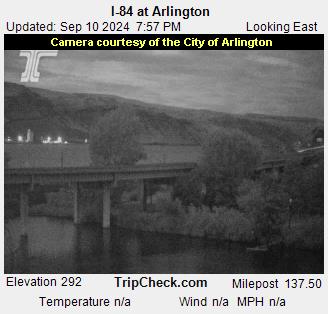 I-84 at Arlington
Updated: Sep 10 2024 7:57 PM Looking East
Camera courtesy of the City of Arlington
Elevation 292 TripCheck.com Milepost 137.50
Temperature n/a Wind n/a MPH n/a